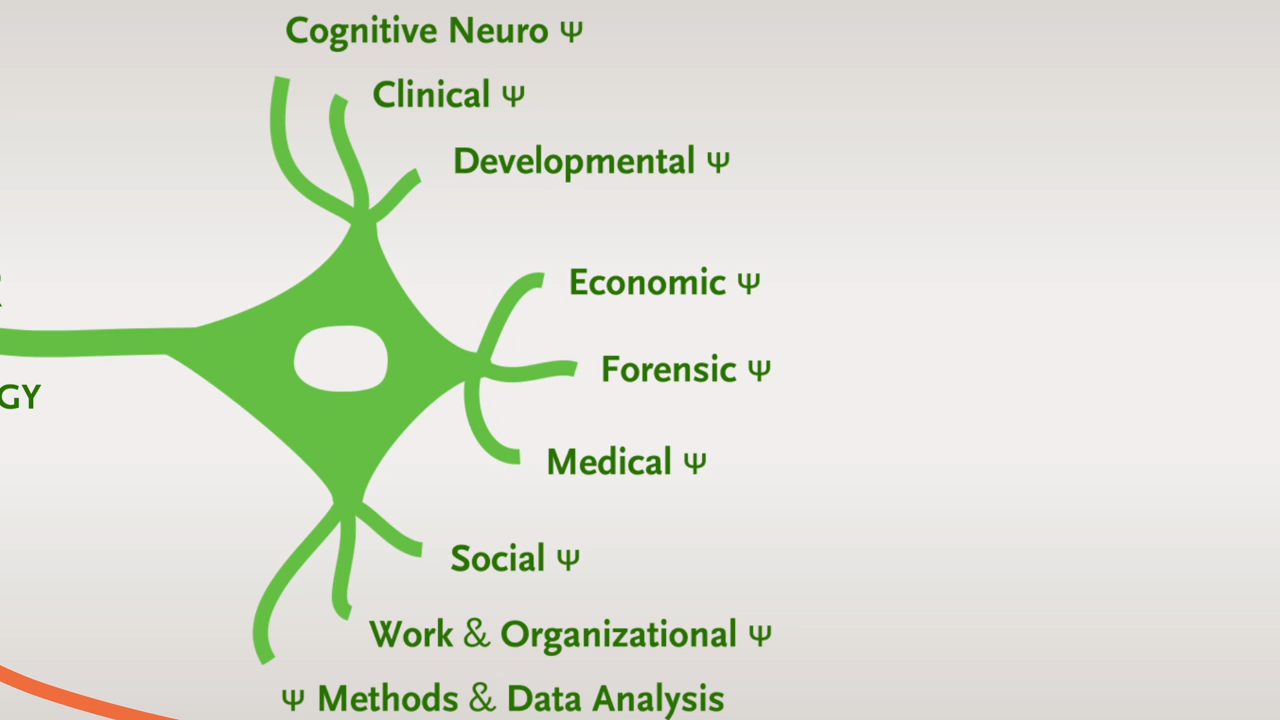 Cognitive Neuro Ψ
Clinical Ψ
Developmental Ψ
Economic Ψ
Forensic Ψ
GY
Medical Ψ
Social Ψ
Work & Organizational Ψ
Ψ Methods & Data Analysis